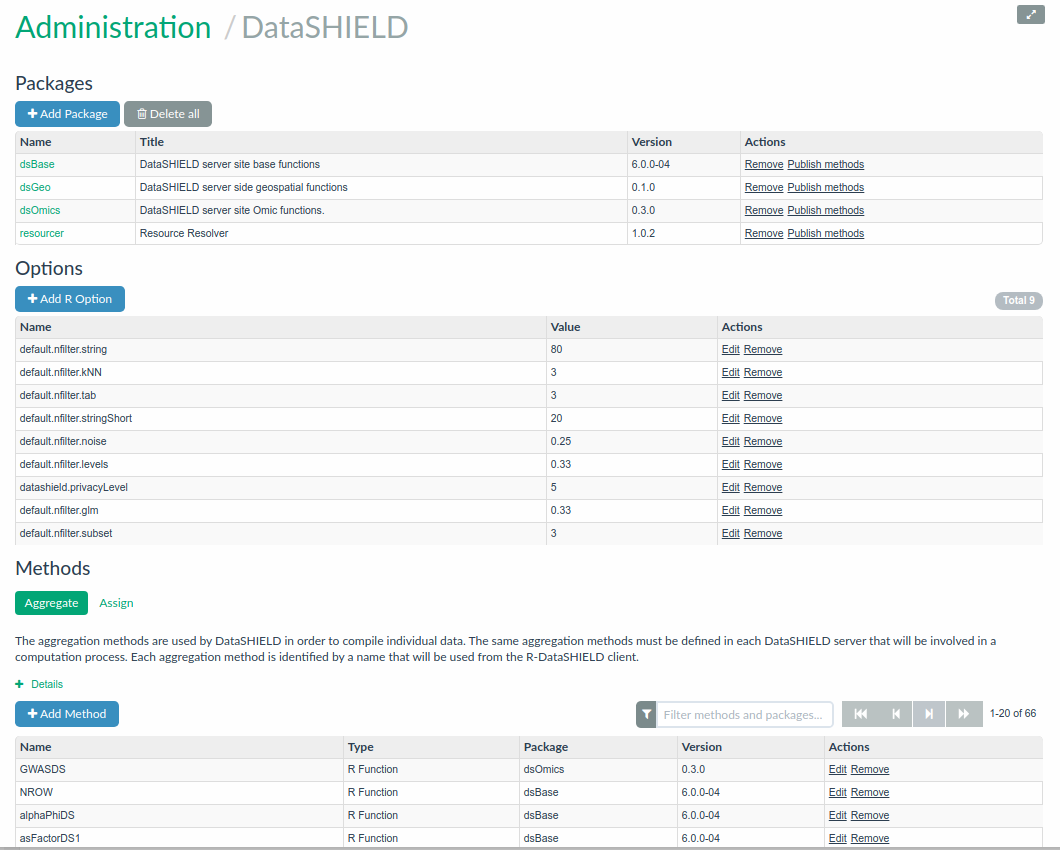 Administration / DataSHIELD
Packages
Add Package Delete all
Name Title Version Actions
dsBase DataSHIELD server site base functions 6.0.0-04 Remove Publish methods
dsGeo DataSHIELD server side geospatial functions 0.1.0 Remove Publish methods
dsOmics DataSHIELD server site Omic functions. 0.3.0 Remove Publish methods
resourcer Resource Resolver 1.0.2 Remove Publish methods
Options
Add R Option Total 9
Name Value Actions
default.nfilter.string 80 Edit Remove
default.nfilter.kNN 3 Edit Remove
default.nfilter.tab 3 Edit Remove
default.nfilter.stringShort 20 Edit Remove
default.nfilter.noise 0.25 Edit Remove
default.nfilter.levels 0.33 Edit Remove
datashield.privacyLevel 5 Edit Remove
default.nfilter.glm 0.33 Edit Remove
default.nfilter.subset 3 Edit Remove
Methods
Aggregate Assign
The aggregation methods are used by DataSHIELD in order to compile individual data. The same aggregation methods must be defined in each DataSHIELD server that will be involved in a
computation process. Each aggregation method is identified by a name that will be used from the R-DataSHIELD client.
Details
Add Method Filter methods and packages... 1-20 of 66
Name Type Package Version Actions
GWASDS R Function dsOmics 0.3.0 Edit Remove
NROW R Function dsBase 6.0.0-04 Edit Remove
alphaPhiDS R Function dsBase 6.0.0-04 Edit Remove
asFactorDS1 R Function dsBase 6.0.0-04 Edit Remove